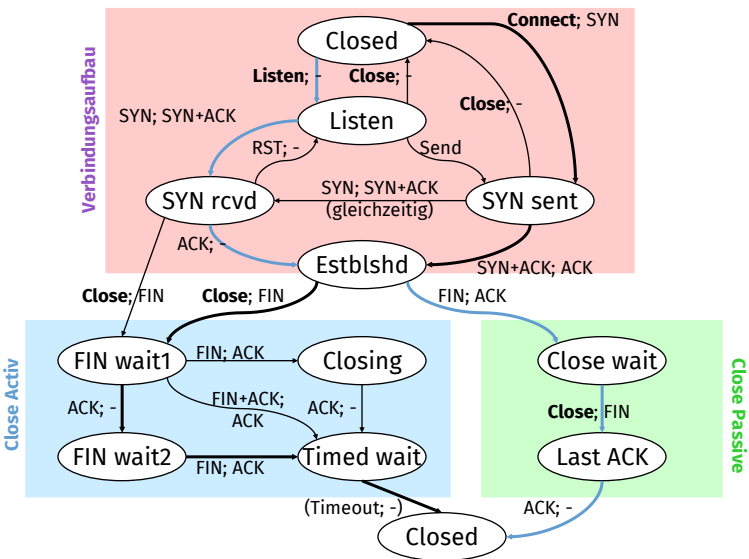 Connect; SYN
Closed
Listen; -
Close; -
Verbindungsaufbau
Close; -
SYN; SYN+ACK
Listen
RST; -
Send
SYN; SYN+ACK
(gleichzeitig)
SYN rcvd
SYN sent
ACK; -
Estblshd
SYN+ACK; ACK
Close; FIN
Close; FIN
FIN; ACK
Close Activ
FIN wait1
FIN; ACK
Closing
Close wait
Close Passive
ACK; -
FIN+ACK;
ACK
ACK; -
Close; FIN
FIN wait2
FIN; ACK
Timed wait
Last ACK
(Timeout; -)
ACK; -
Closed